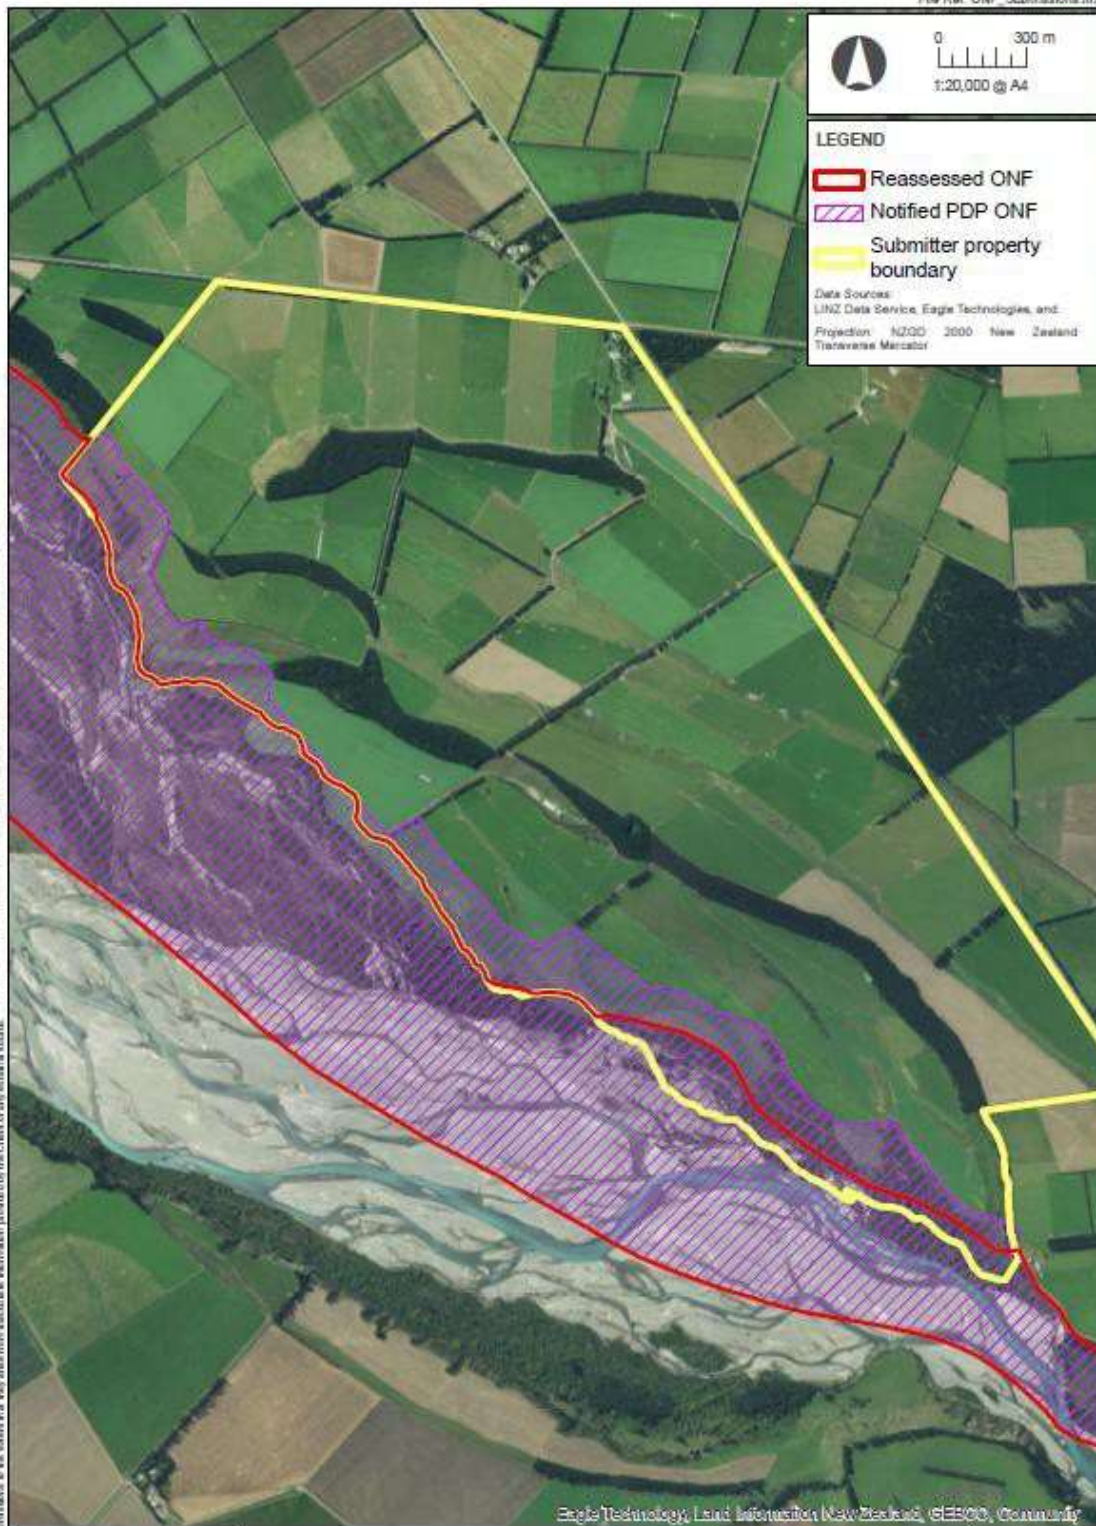 0 300 m
1:20,000 @ A4
LEGEND
Reassessed ONF
Notified PDP ONF
Submitter property
boundary
Data Sources:
LINZ Data Service, Eagle Technologies, and
Projection: NZGD 2000 New Zealand
Transverse Mercator
Eagle Technology, Land Information New Zealand, GEBCO, Community